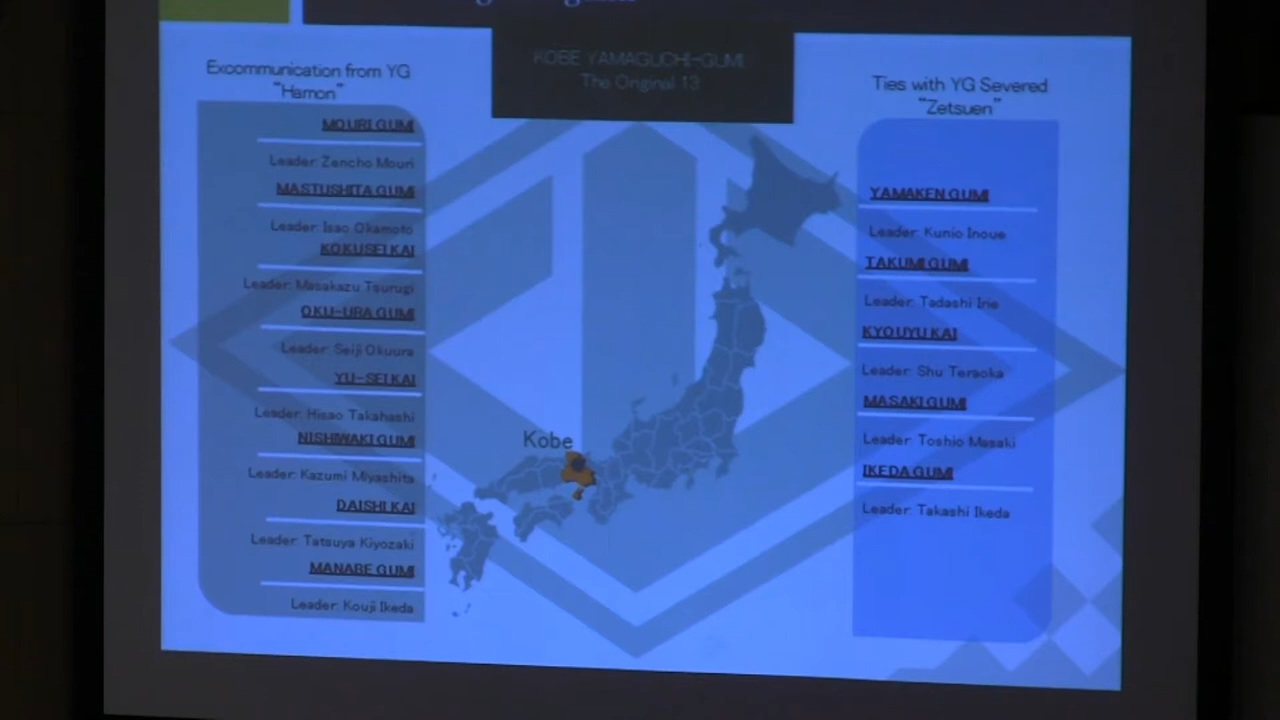 KOBE YAMAGUCHI-GUMI
The Original 13
Excommunication from YG
"Hamon"
MOURI GUMI
Leader: Zencho Mouri
MASTUSHITA GUMI
Leader: Isao Okamoto
KOKUSEI KAI
Leader: Masakazu Tsurugi
OKU-URA GUMI
Leader: Seiji Okuura
YU-SEI KAI
Leader: Hisao Takahashi
NISHIWAKI GUMI
Leader: Kazumi Miyashita
DAISHI KAI
Leader: Tatsuya Kiyozaki
MANABE GUMI
Leader: Kouji Ikeda
Kobe
Ties with YG Severed
"Zetsuen"
YAMAKEN GUMI
Leader: Kunio Inoue
TAKUMI GUMI
Leader: Tadashi Irie
KYOUYU KAI
Leader: Shu Teraoka
MASAKI GUMI
Leader: Toshio Masaki
IKEDA GUMI
Leader: Takashi Ikeda